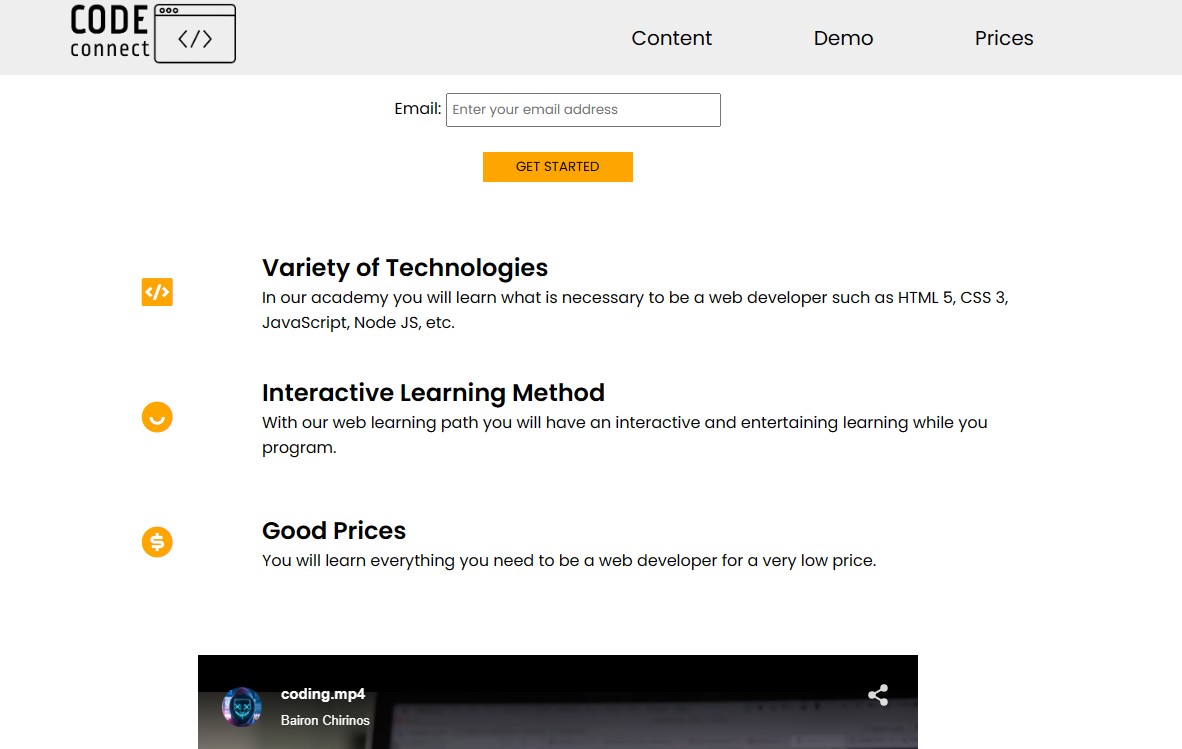 CODE
connect
</>
Content Demo Prices
Email: Enter your email address
GET STARTED
Variety of Technologies
</>
In our academy you will learn what is necessary to be a web developer such as HTML 5, CSS 3,
JavaScript, Node JS, etc.
Interactive Learning Method
With our web learning path you will have an interactive and entertaining learning while you
program.
Good Prices
$
You will learn everything you need to be a web developer for a very low price.
coding.mp4
Bairon Chirinos